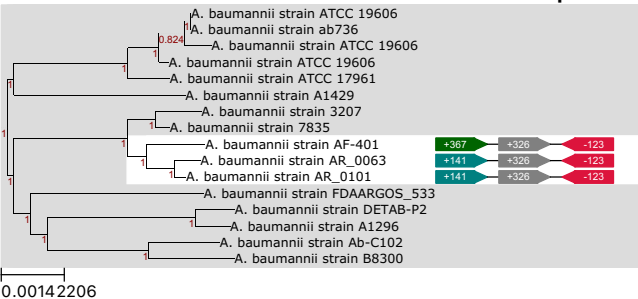 A. baumannii strain ATCC 19606
A. baumannii strain ab736
A. baumannii strain ATCC 19606
A. baumannii strain ATCC 19606
A. baumannii strain ATCC 17961
A. baumannii strain A1429
A. baumannii strain 3207
A. baumannii strain 7835
A. baumannii strain AF-401 +367 +326 -123
A. baumannii strain AR_0063 +141 +326 -123
A. baumannii strain AR_0101 +141 +326 -123
A. baumannii strain FDAARGOS_533
A. baumannii strain DETAB-P2
A. baumannii strain A1296
A. baumannii strain Ab-C102
A. baumannii strain B8300
1
0.824
1
1
1
1
1
1
1
1
1
1
1
1
0.00142206